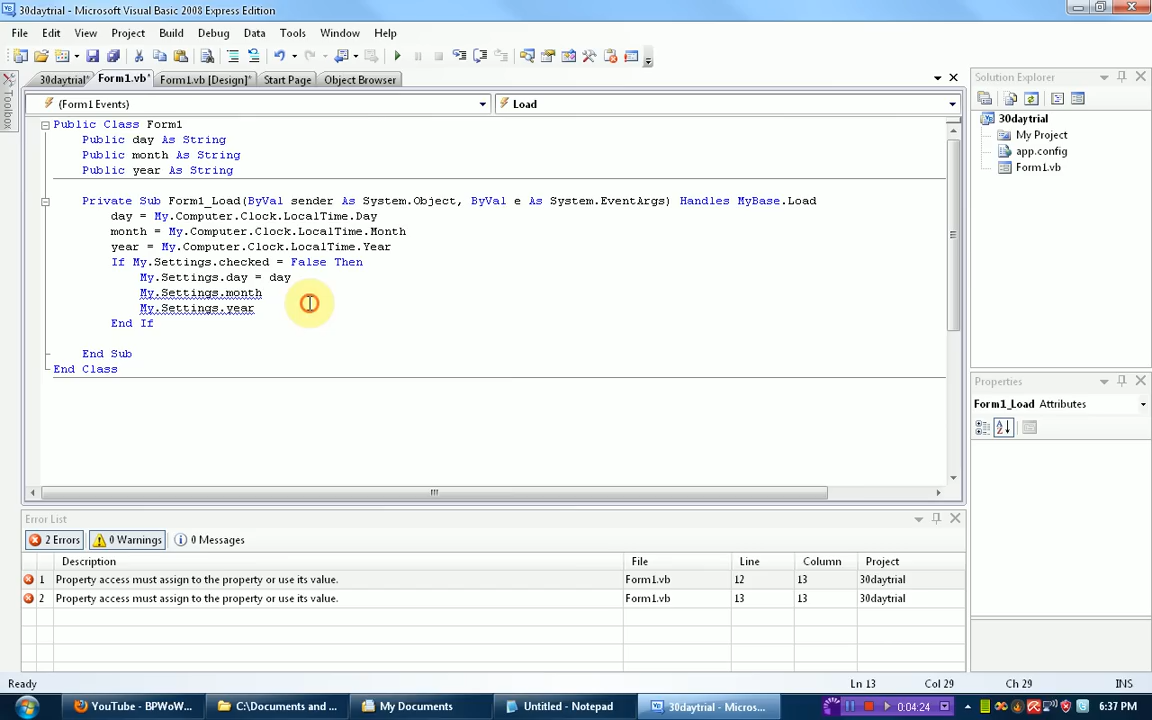 30daytrial - Microsoft Visual Basic 2008 Express Edition
File Edit View Project Build Debug Data Tools Window Help
30daytrial* Form1.vb* Form1.vb [Design]* Start Page Object Browser
Toolbox
(Form1 Events) Load
Public Class Form1
Public day As String
Public month As String
Public year As String
Private Sub Form1_Load(ByVal sender As System.Object, ByVal e As System.EventArgs) Handles MyBase.Load
day = My.Computer.Clock.LocalTime.Day
month = My.Computer.Clock.LocalTime.Month
year = My.Computer.Clock.LocalTime.Year
If My.Settings.checked = False Then
My.Settings.day = day
My.Settings.month
My.Settings.year
End If
End Sub
End Class
Solution Explorer
30daytrial
My Project
app.config
Form1.vb
Properties
Form1_Load Attributes
Error List
2 Errors 0 Warnings 0 Messages
Description File Line Column Project
1 Property access must assign to the property or use its value. Form1.vb 12 13 30daytrial
2 Property access must assign to the property or use its value. Form1.vb 13 13 30daytrial
Ready Ln 13 Col 29 Ch 29 INS
YouTube - BPWoW... C:\Documents and ... My Documents Untitled - Notepad 30daytrial - Micros... 0:04:24 6:37 PM